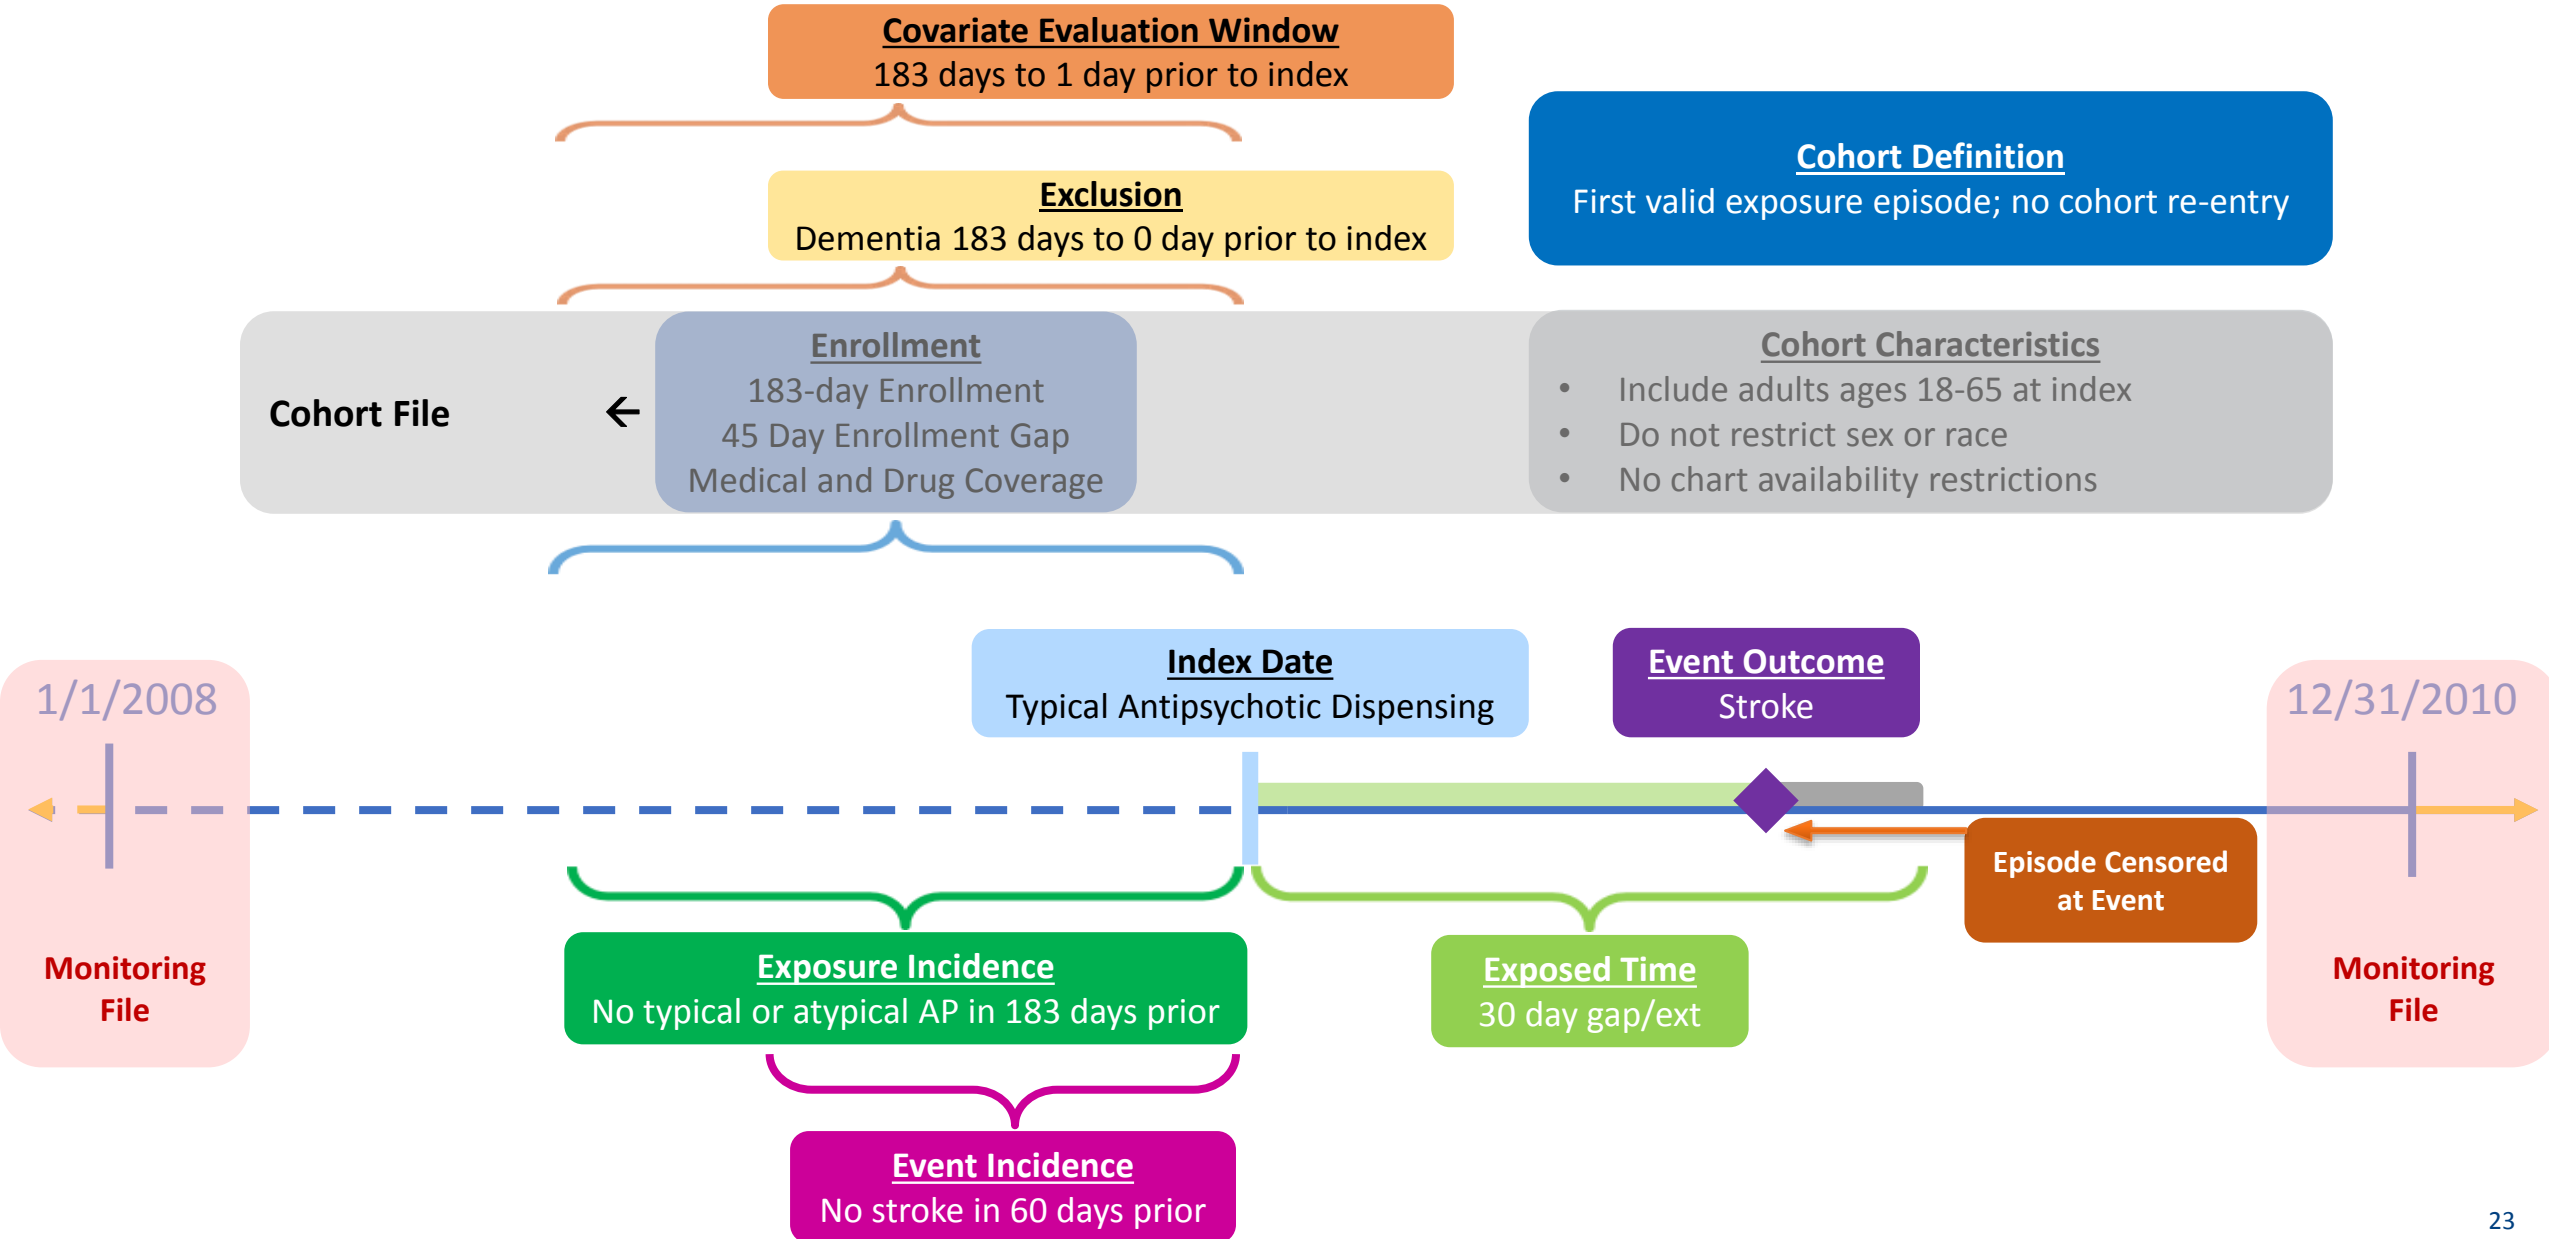 Covariate Evaluation Window
183 days to 1 day prior to index
Exclusion
Dementia 183 days to 0 day prior to index
Cohort Definition
First valid exposure episode; no cohort re-entry
Cohort File
←
Enrollment
183-day Enrollment
45 Day Enrollment Gap
Medical and Drug Coverage
Cohort Characteristics
• Include adults ages 18-65 at index
• Do not restrict sex or race
• No chart availability restrictions
1/1/2008
Monitoring
File
Index Date
Typical Antipsychotic Dispensing
Event Outcome
Stroke
12/31/2010
Monitoring
File
Episode Censored
at Event
Exposure Incidence
No typical or atypical AP in 183 days prior
Exposed Time
30 day gap/ext
Event Incidence
No stroke in 60 days prior
23